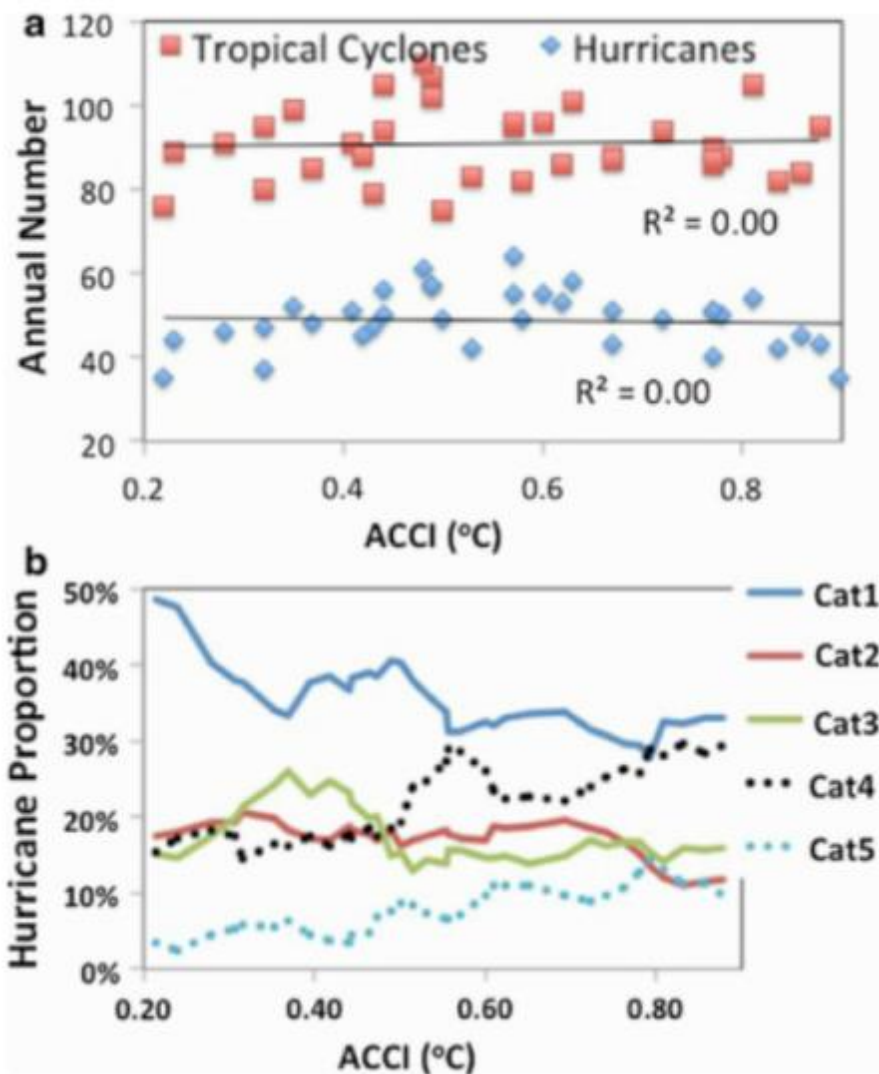 a
120
Tropical Cyclones Hurricanes
100
80
60
40
20
Annual Number
R² = 0.00
R² = 0.00
0.2 0.4 0.6 0.8
ACCI (°C)
b
50%
40%
30%
20%
10%
0%
Hurricane Proportion
Cat1
Cat2
Cat3
Cat4
Cat5
0.20 0.40 0.60 0.80
ACCI (°C)